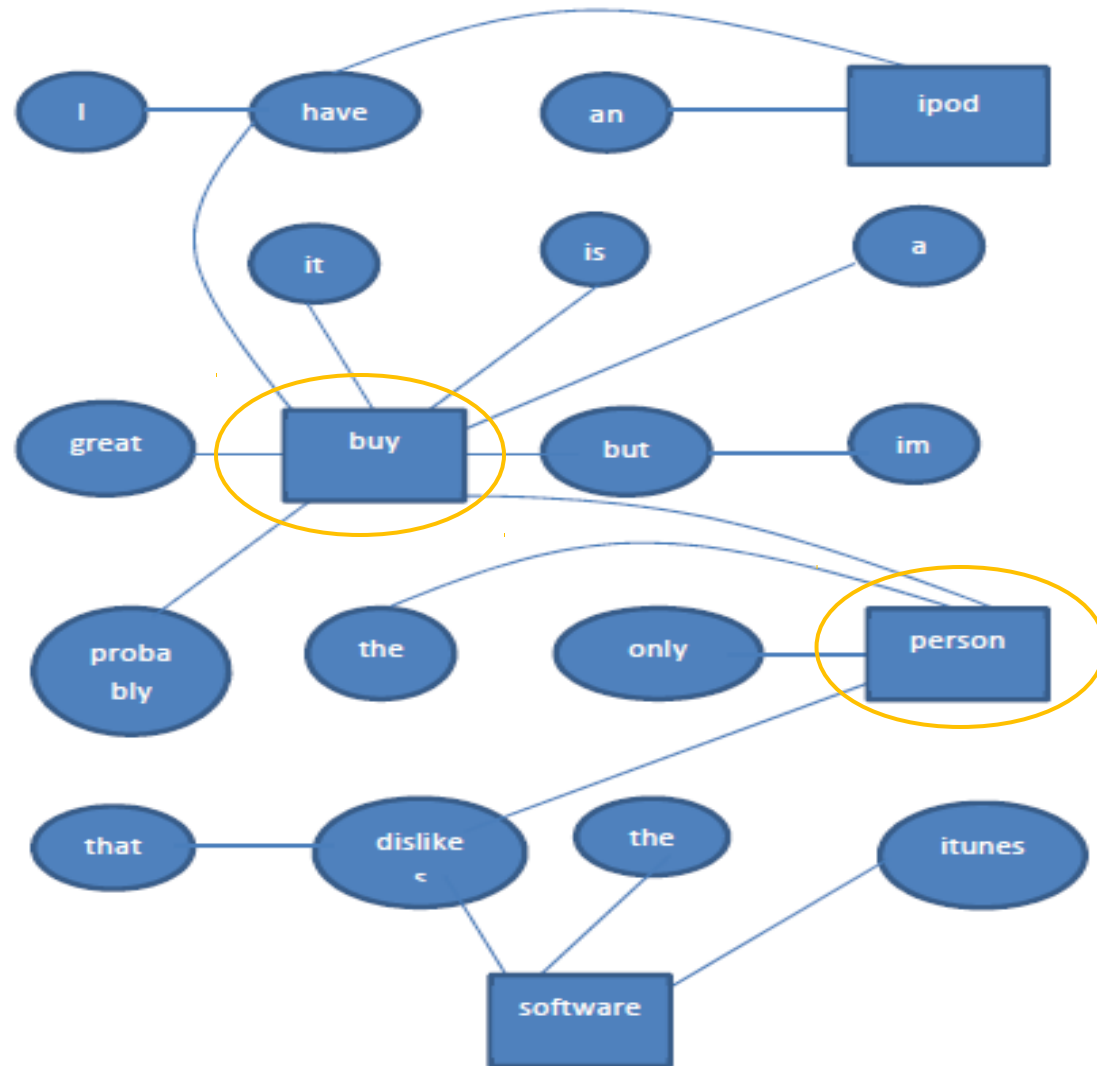 I
have
an
ipod
it
is
a
great
buy
but
im
proba
bly
the
only
person
that
dislike
s
the
itunes
software